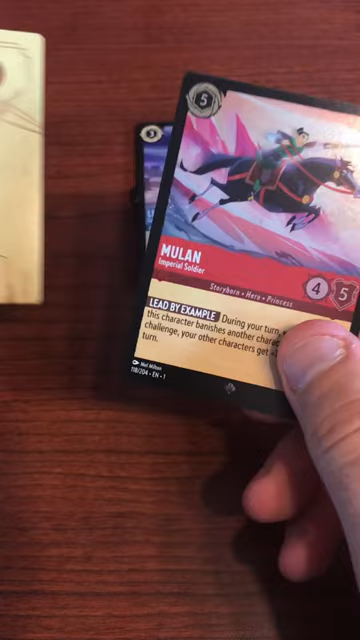 5
3
MULAN
Imperial Soldier
Storyborn • Hero • Princess
4
5
LEAD BY EXAMPLE During your turn,
this character banishes another
challenge, your other characters get
turn.
Mel Milton
118/204 • EN • 1